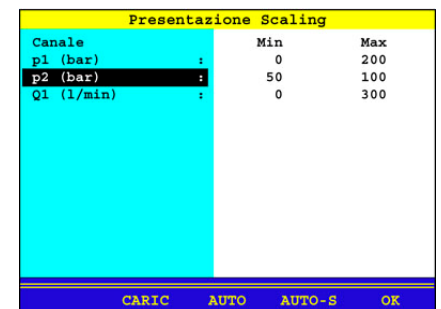 Presentazione Scaling
Canale Min Max
p1 (bar) : 0 200
p2 (bar) : 50 100
Q1 (l/min) : 0 300
CARIC AUTO AUTO-S OK